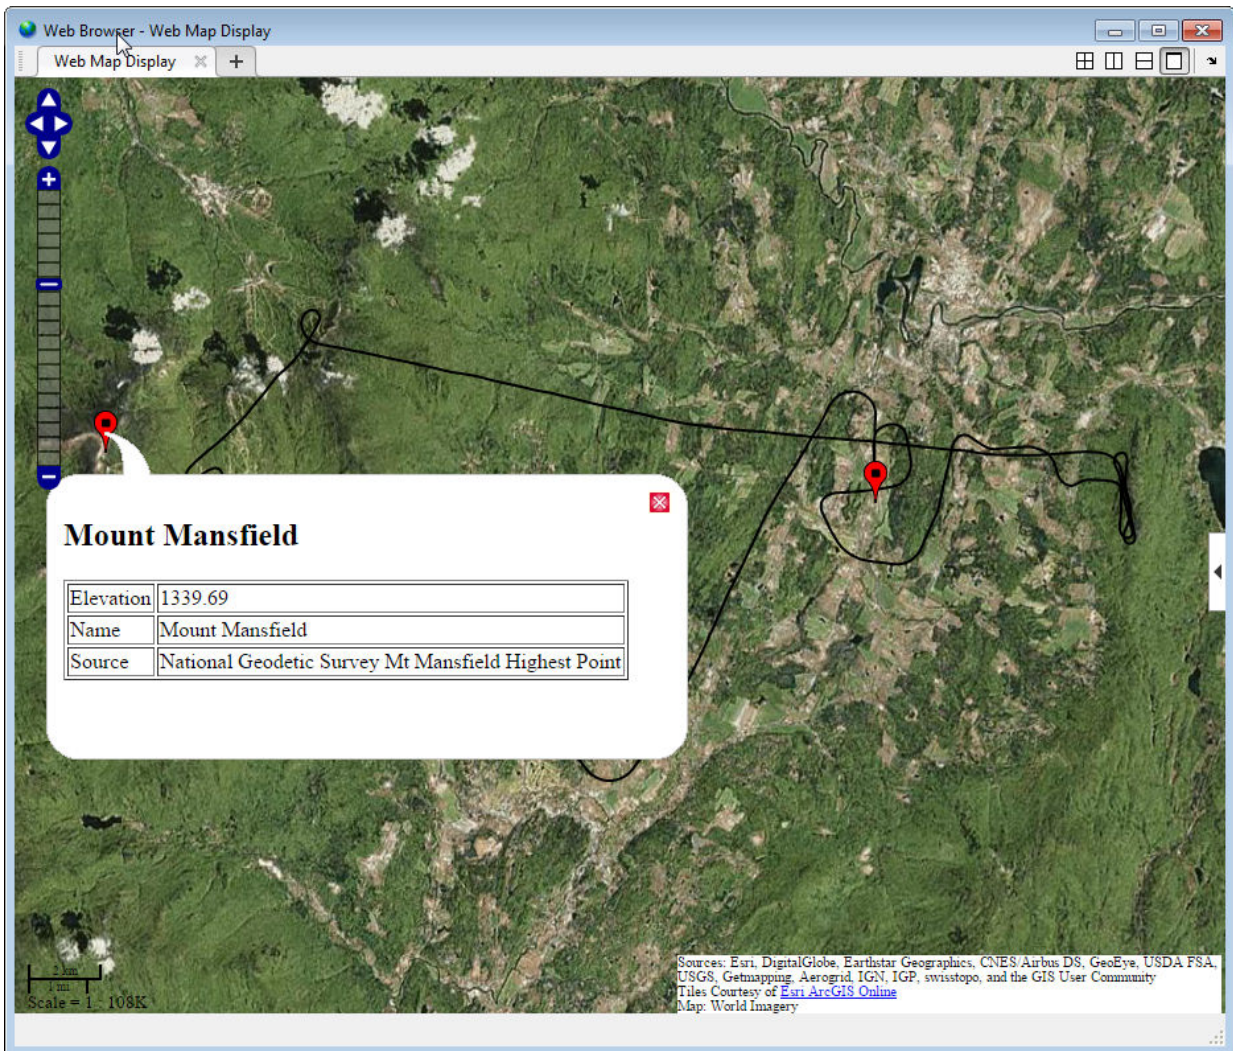 Web Browser - Web Map Display
Web Map Display
Mount Mansfield
Elevation 1339.69
Name Mount Mansfield
Source National Geodetic Survey Mt Mansfield Highest Point
2 km
1 mi
Scale = 1 : 108K
Sources: Esri, DigitalGlobe, Earthstar Geographics, CNES/Airbus DS, GeoEye, USDA FSA,
USGS, Getmapping, Aerogrid, IGN, IGP, swisstopo, and the GIS User Community
Tiles Courtesy of Esri ArcGIS Online
Map: World Imagery